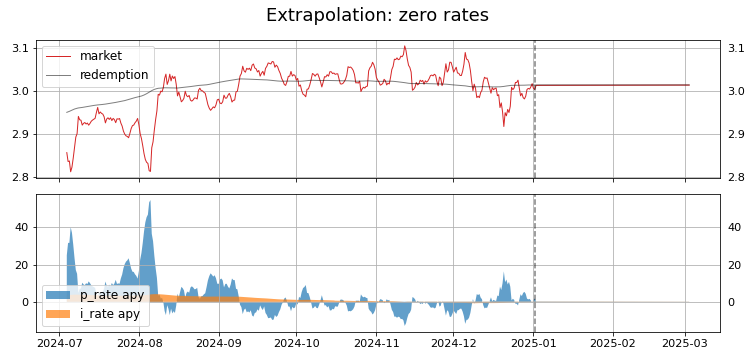 Extrapolation: zero rates
3.1
3.0
2.9
2.8
market
redemption
3.1
3.0
2.9
2.8
40
20
0
p_rate apy
i_rate apy
40
20
0
2024-07 2024-08 2024-09 2024-10 2024-11 2024-12 2025-01 2025-02 2025-03